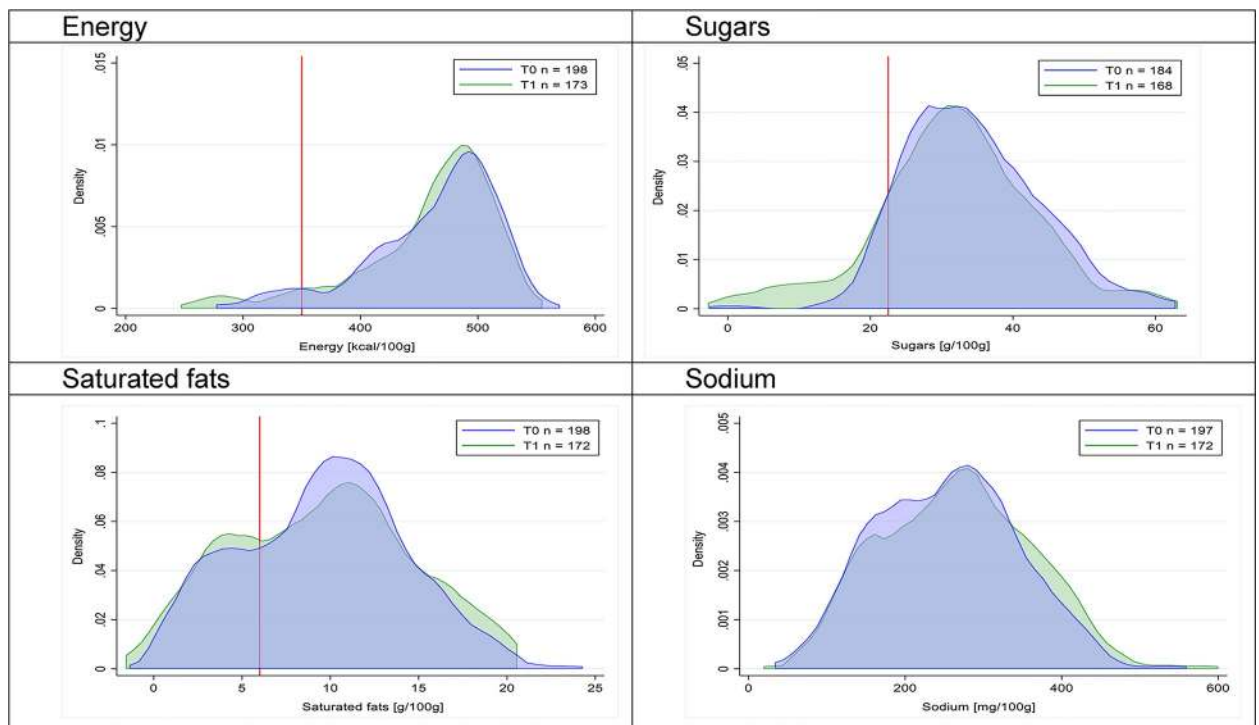 Energy
Sugars
.015
.01
.005
0
Density
T0 n = 198
T1 n = 173
200 300 400 500 600
Energy [kcal/100g]
.05
.04
.03
.02
.01
0
Density
T0 n = 184
T1 n = 168
0 20 40 60
Sugars [g/100g]
Saturated fats
Sodium
.1
.08
.06
.04
.02
0
Density
T0 n = 198
T1 n = 172
0 5 10 15 20 25
Saturated fats [g/100g]
.005
.004
.003
.002
.001
0
Density
T0 n = 197
T1 n = 172
0 200 400 600
Sodium [mg/100g]